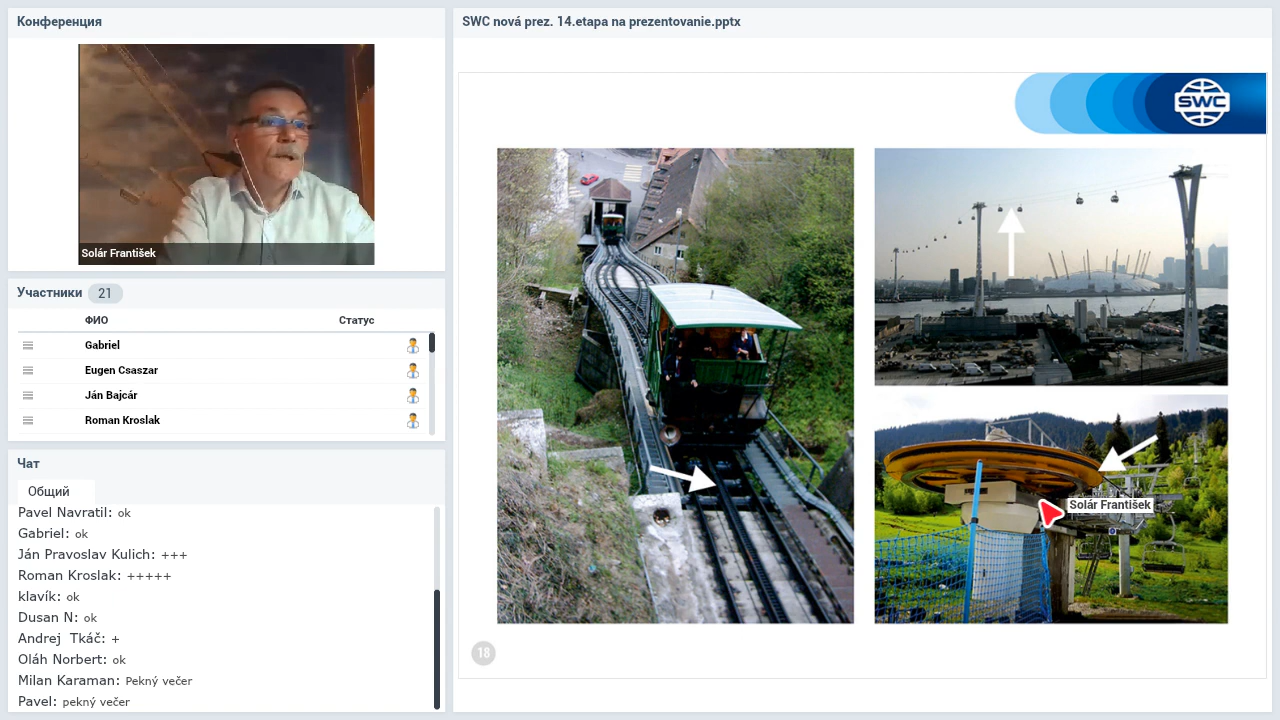 Конференция
Solár František
Участники 21
ФИО Статус
Gabriel
Eugen Csaszar
Ján Bajcár
Roman Kroslak
Чат
Общий
Pavel Navratil: ok
Gabriel: ok
Ján Pravoslav Kulich: +++
Roman Kroslak: +++++
klavík: ok
Dusan N: ok
Andrej  Tkáč: +
Oláh Norbert: ok
Milan Karaman: Pekný večer
Pavel: pekný večer
SWC nová prez. 14.etapa na prezentovanie.pptx
SWC
Solár František
18